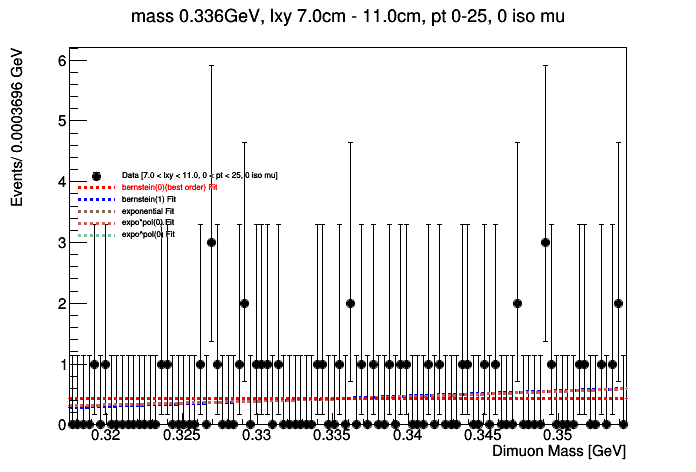 mass 0.336GeV, lxy 7.0cm - 11.0cm, pt 0-25, 0 iso mu
Events/ 0.0003696 GeV
6
5
4
3
2
1
0
Data [7.0 < lxy < 11.0, 0 < pt < 25, 0 iso mu]
bernstein(0)(best order) Fit
bernstein(1) Fit
exponential Fit
expo*pol(0) Fit
expo*pol(0) Fit
0.32 0.325 0.33 0.335 0.34 0.345 0.35
Dimuon Mass [GeV]